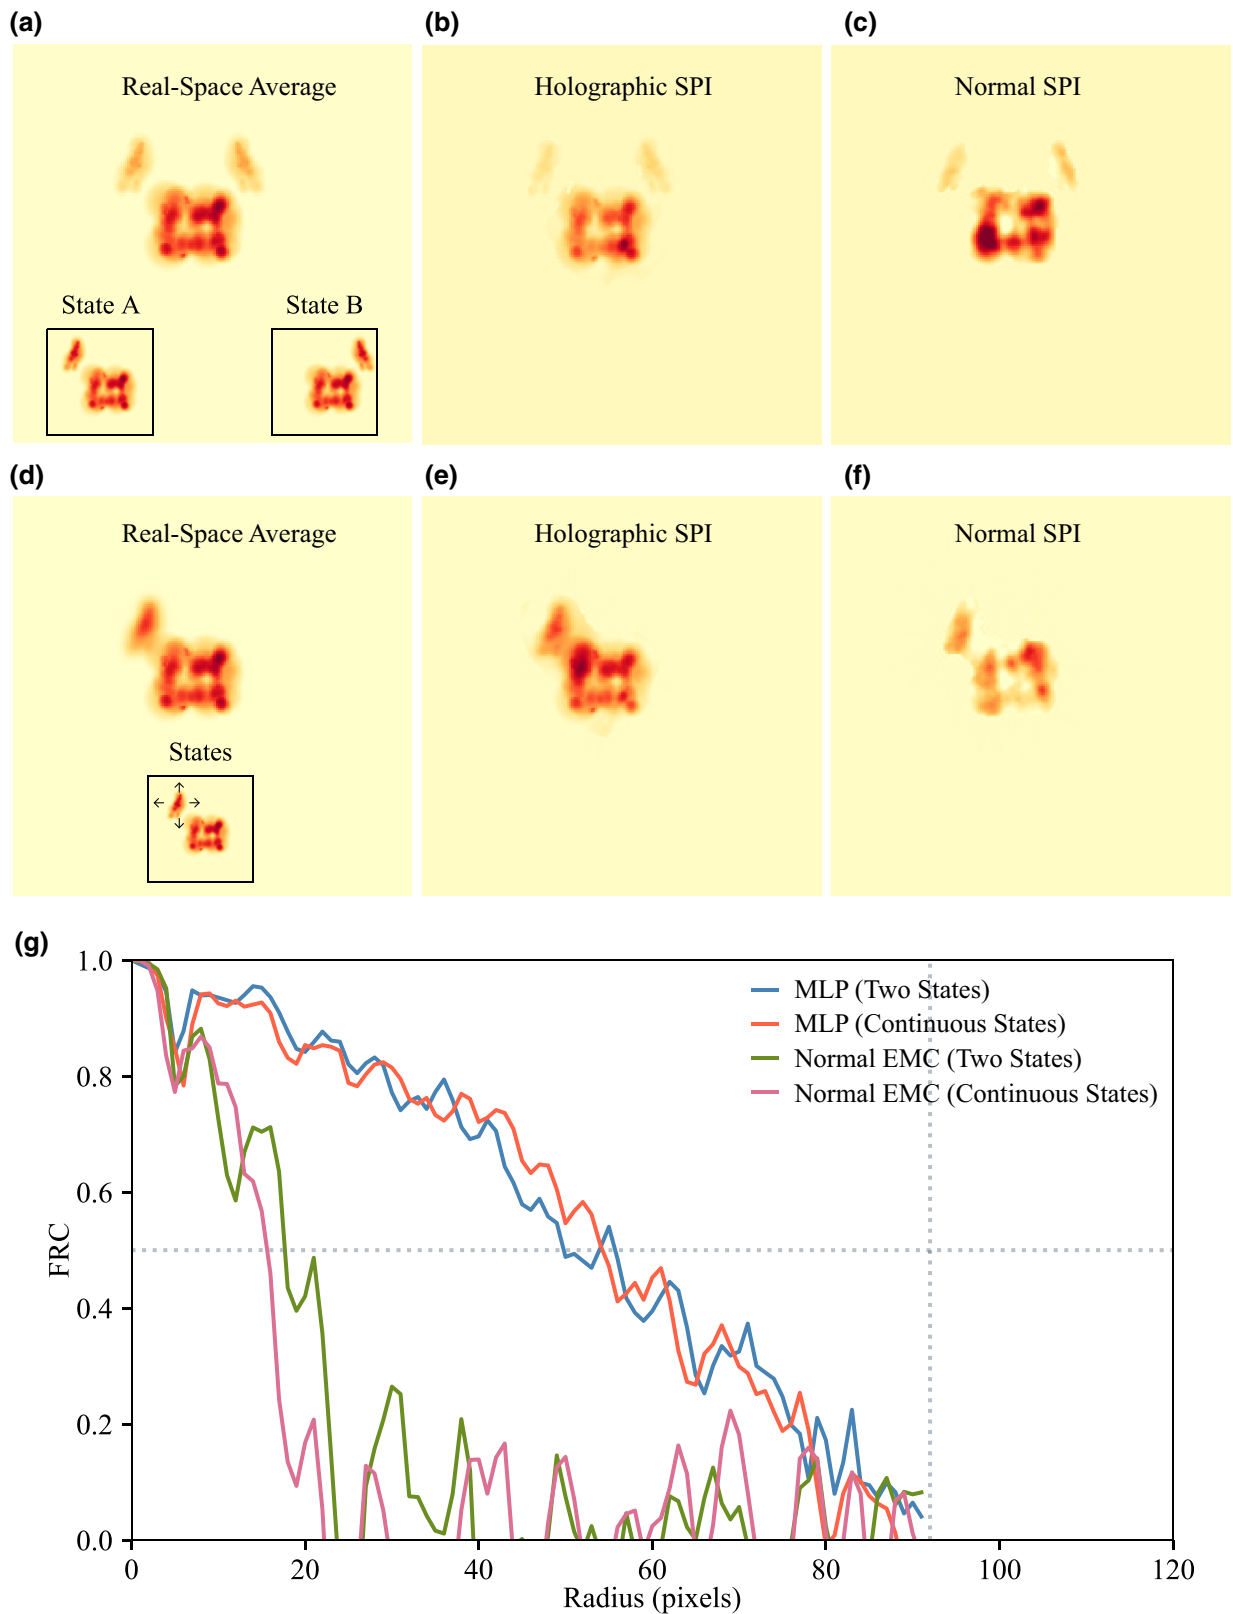 (a)
(b)
(c)
Real-Space Average
Holographic SPI
Normal SPI
State A
State B
(d)
(e)
(f)
Real-Space Average
Holographic SPI
Normal SPI
States
(g)
1.0
0.8
0.6
0.4
0.2
0.0
FRC
MLP (Two States)
MLP (Continuous States)
Normal EMC (Two States)
Normal EMC (Continuous States)
0
20
40
60
80
100
120
Radius (pixels)